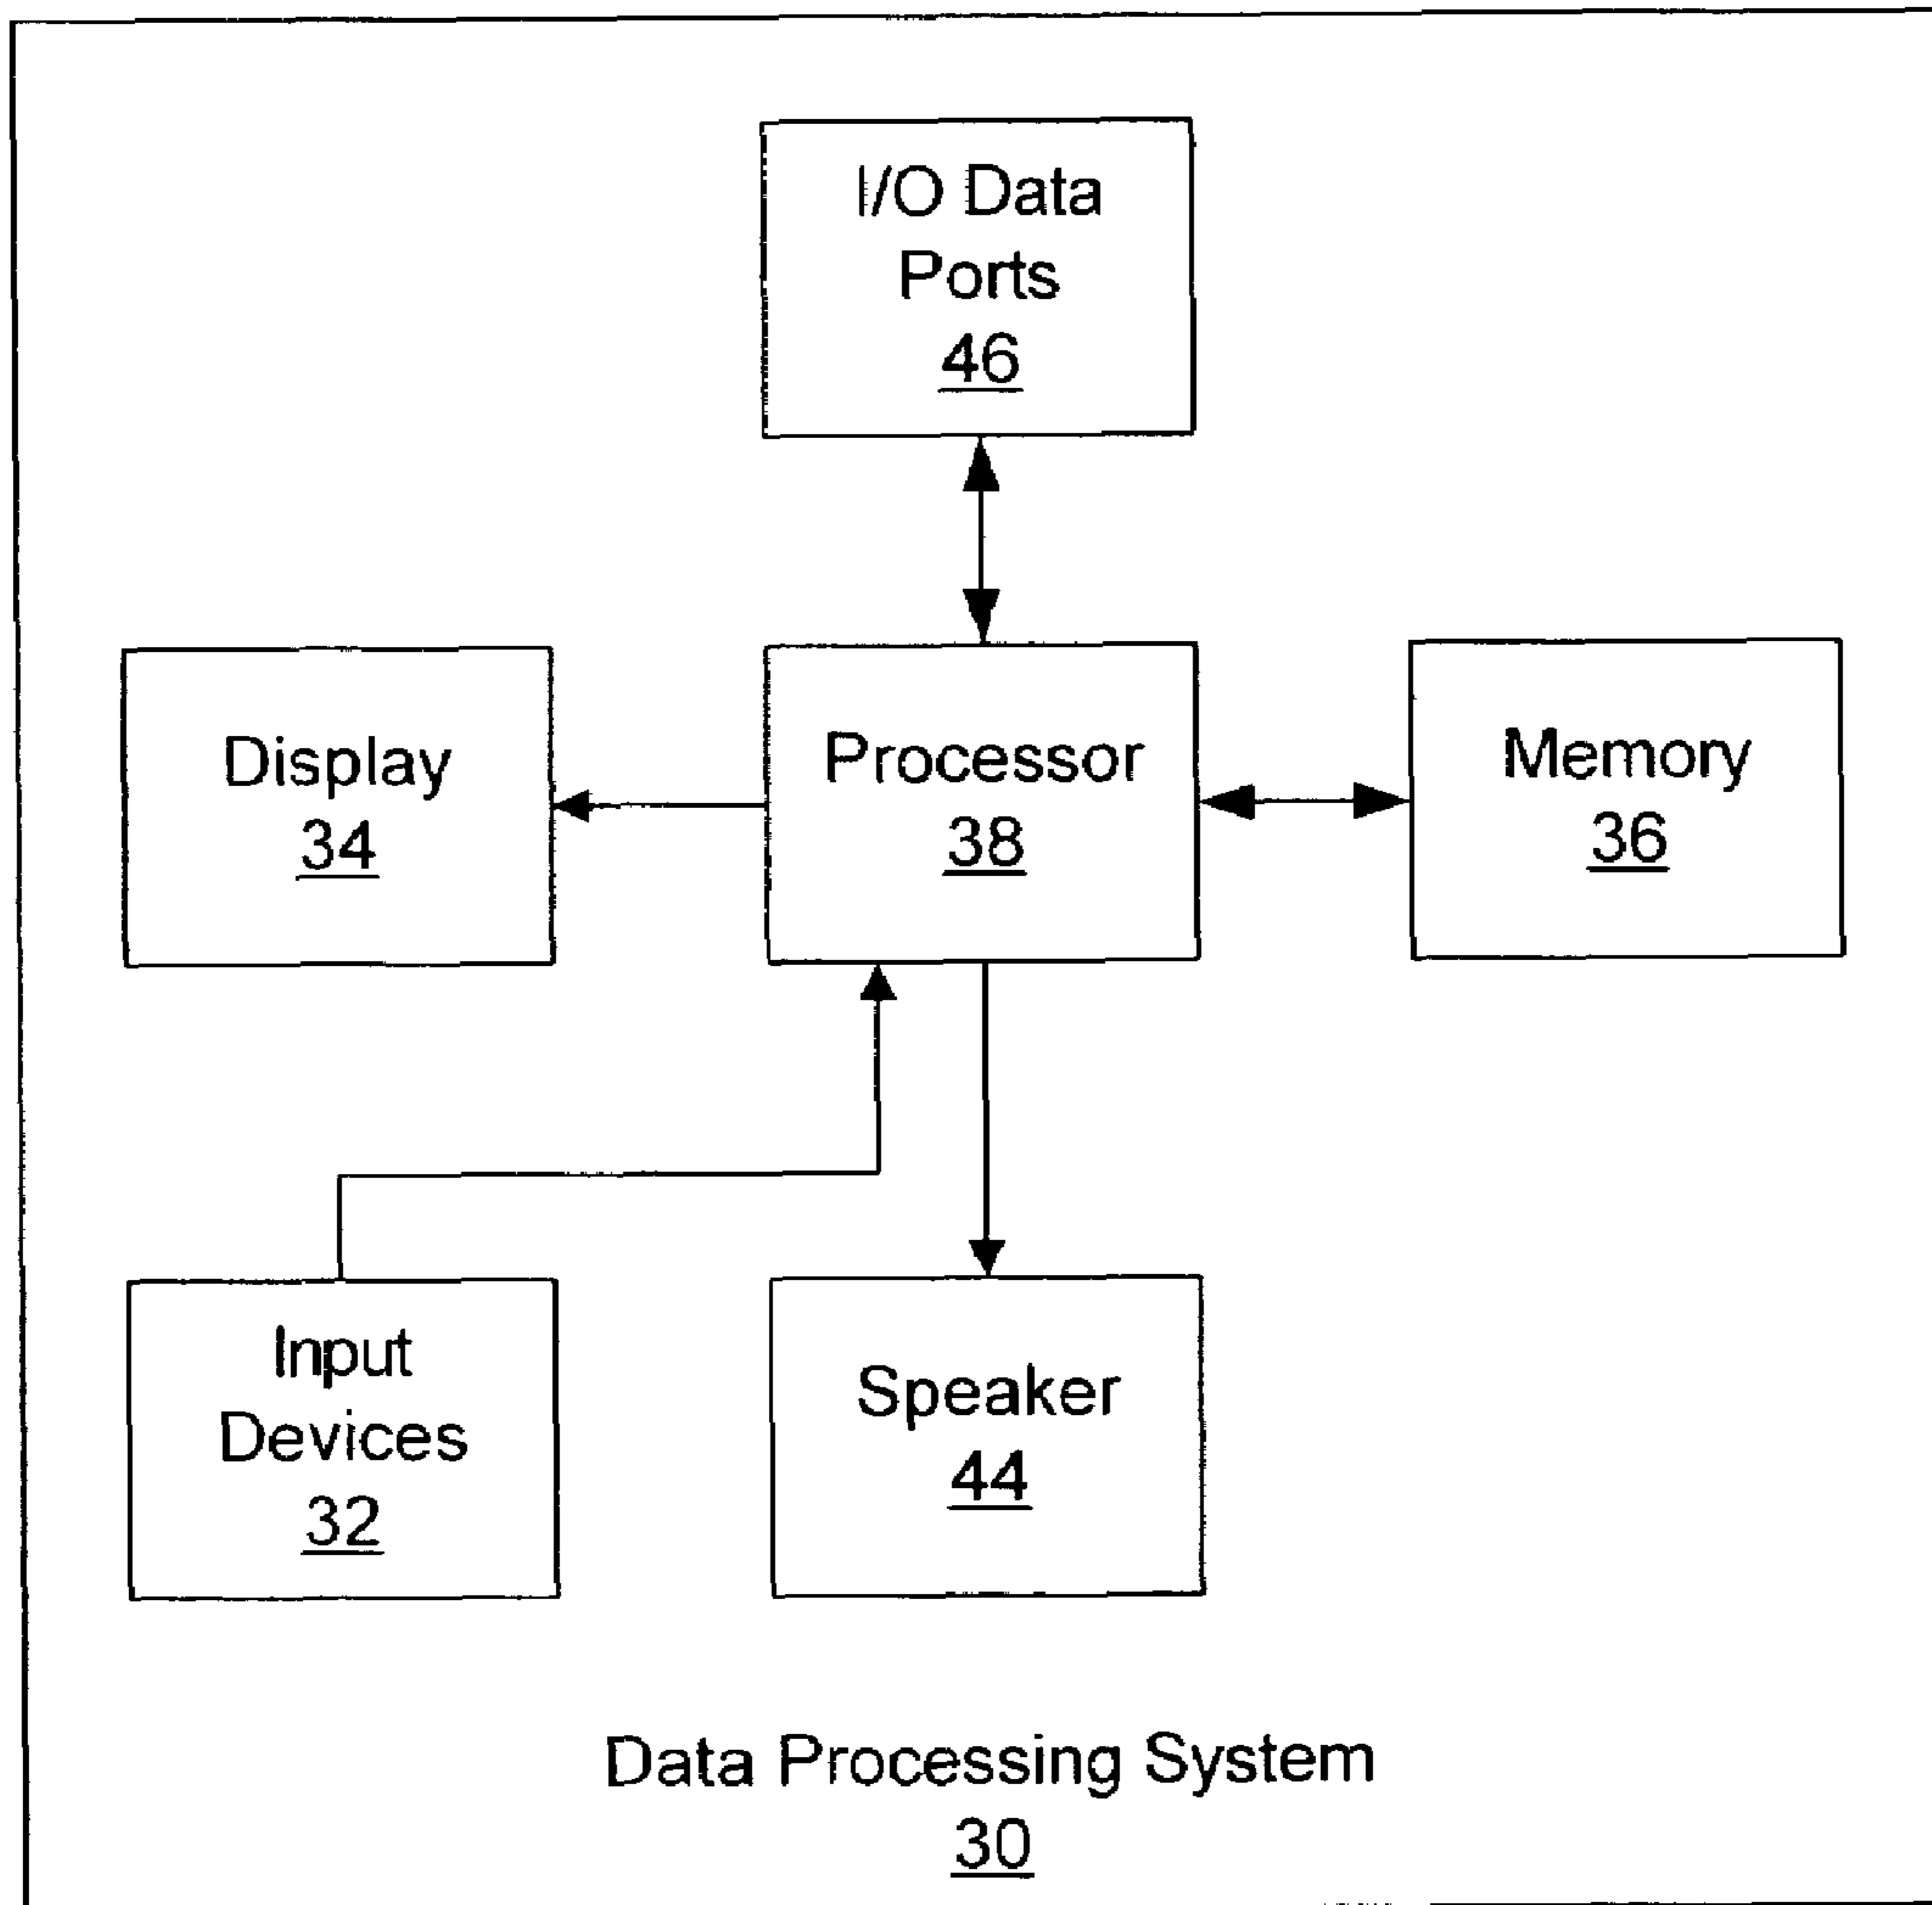 I/O Data
Ports
46
Display
34
Processor
38
Memory
36
Input
Devices
32
Speaker
44
Data Processing System
30